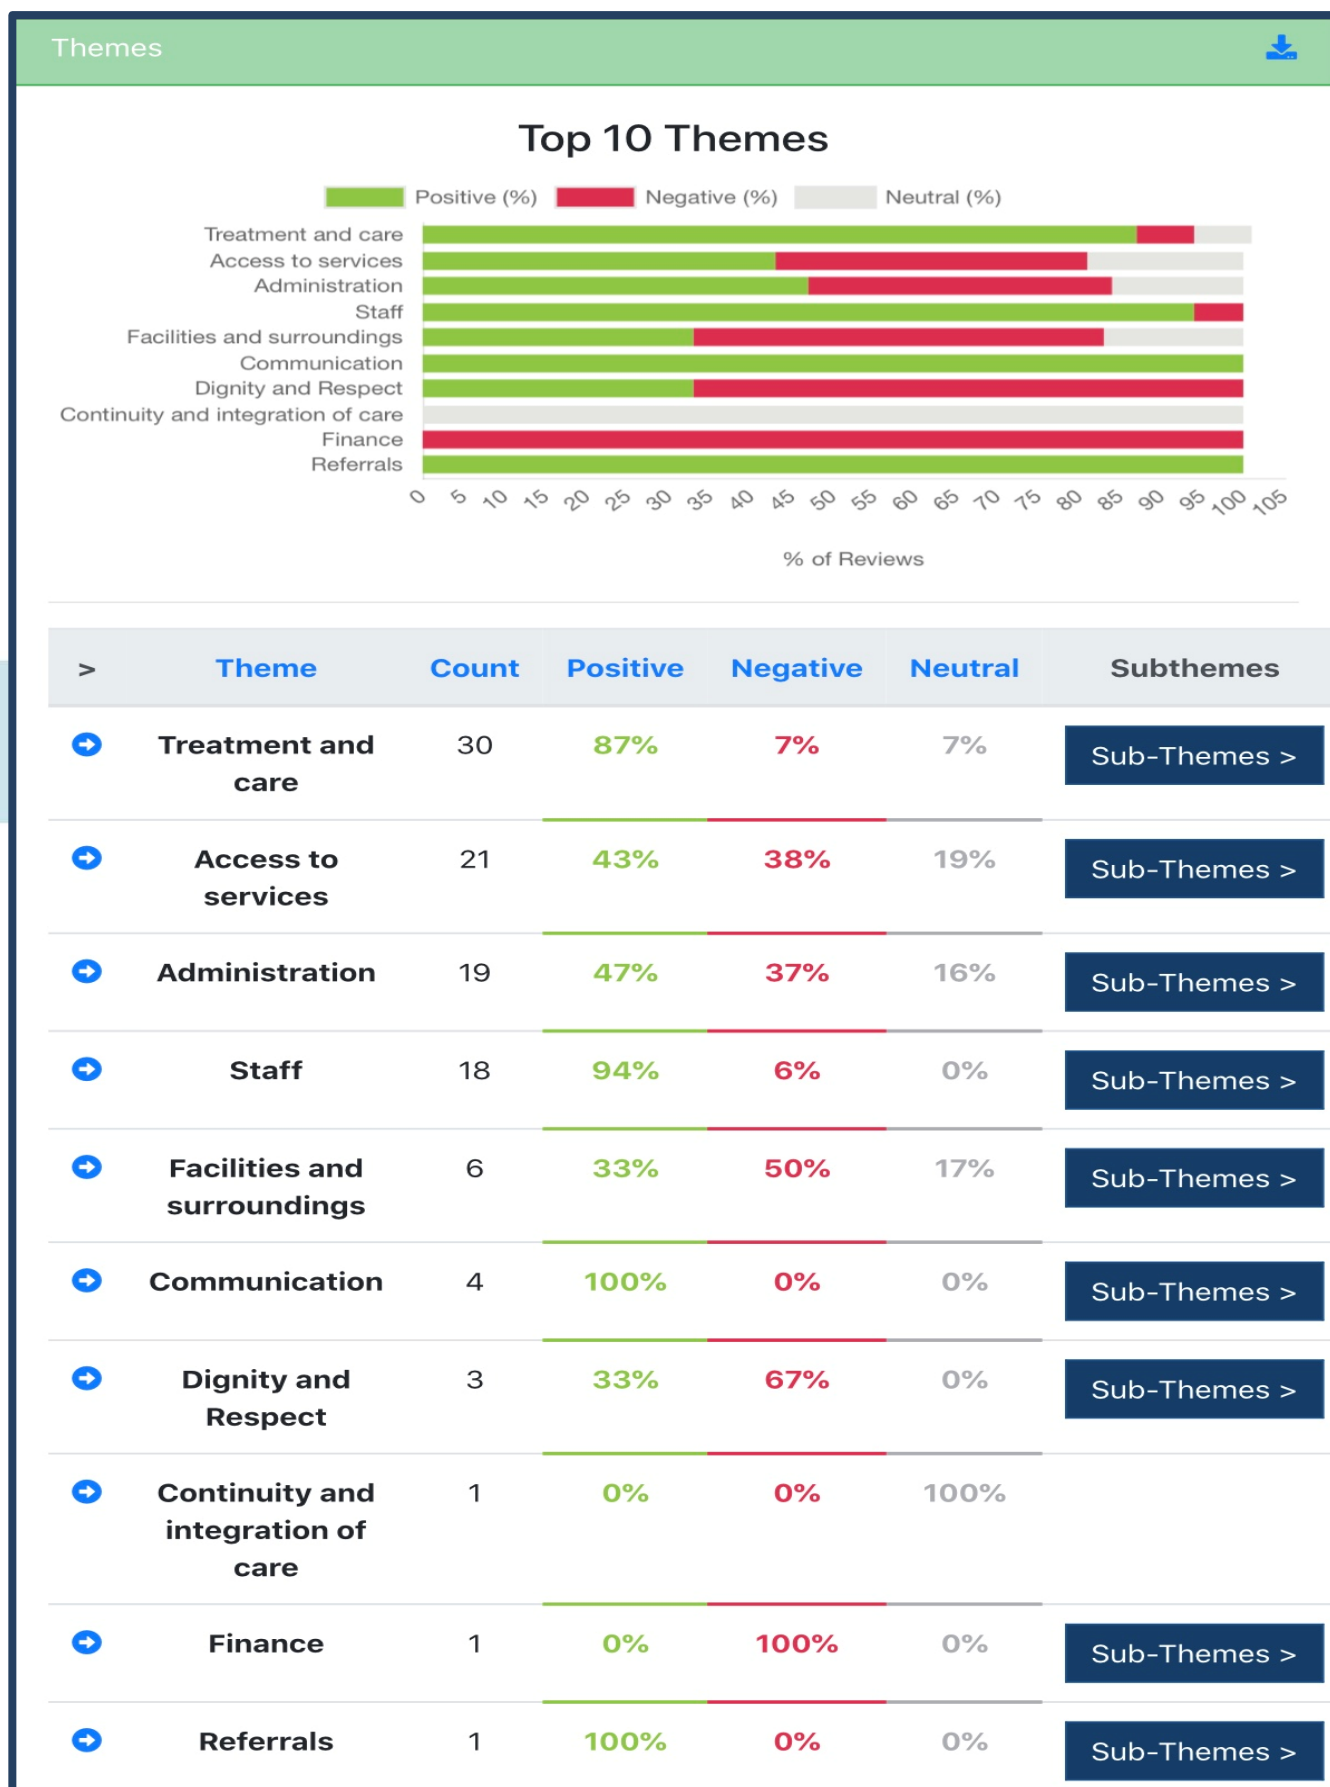 Themes
Top 10 Themes
Positive (%) Negative (%) Neutral (%)
Treatment and care
Access to services
Administration
Staff
Facilities and surroundings
Communication
Dignity and Respect
Continuity and integration of care
Finance
Referrals
0 5 10 15 20 25 30 35 40 45 50 55 60 65 70 75 80 85 90 95 100 105
% of Reviews
> Theme Count Positive Negative Neutral Subthemes
Treatment and 30 87% 7% 7% Sub-Themes >
care
Access to 21 43% 38% 19% Sub-Themes >
services
Administration 19 47% 37% 16% Sub-Themes >
Staff 18 94% 6% 0% Sub-Themes >
Facilities and 6 33% 50% 17% Sub-Themes >
surroundings
Communication 4 100% 0% 0% Sub-Themes >
Dignity and 3 33% 67% 0% Sub-Themes >
Respect
Continuity and 1 0% 0% 100%
integration of
care
Finance 1 0% 100% 0% Sub-Themes >
Referrals 1 100% 0% 0% Sub-Themes >